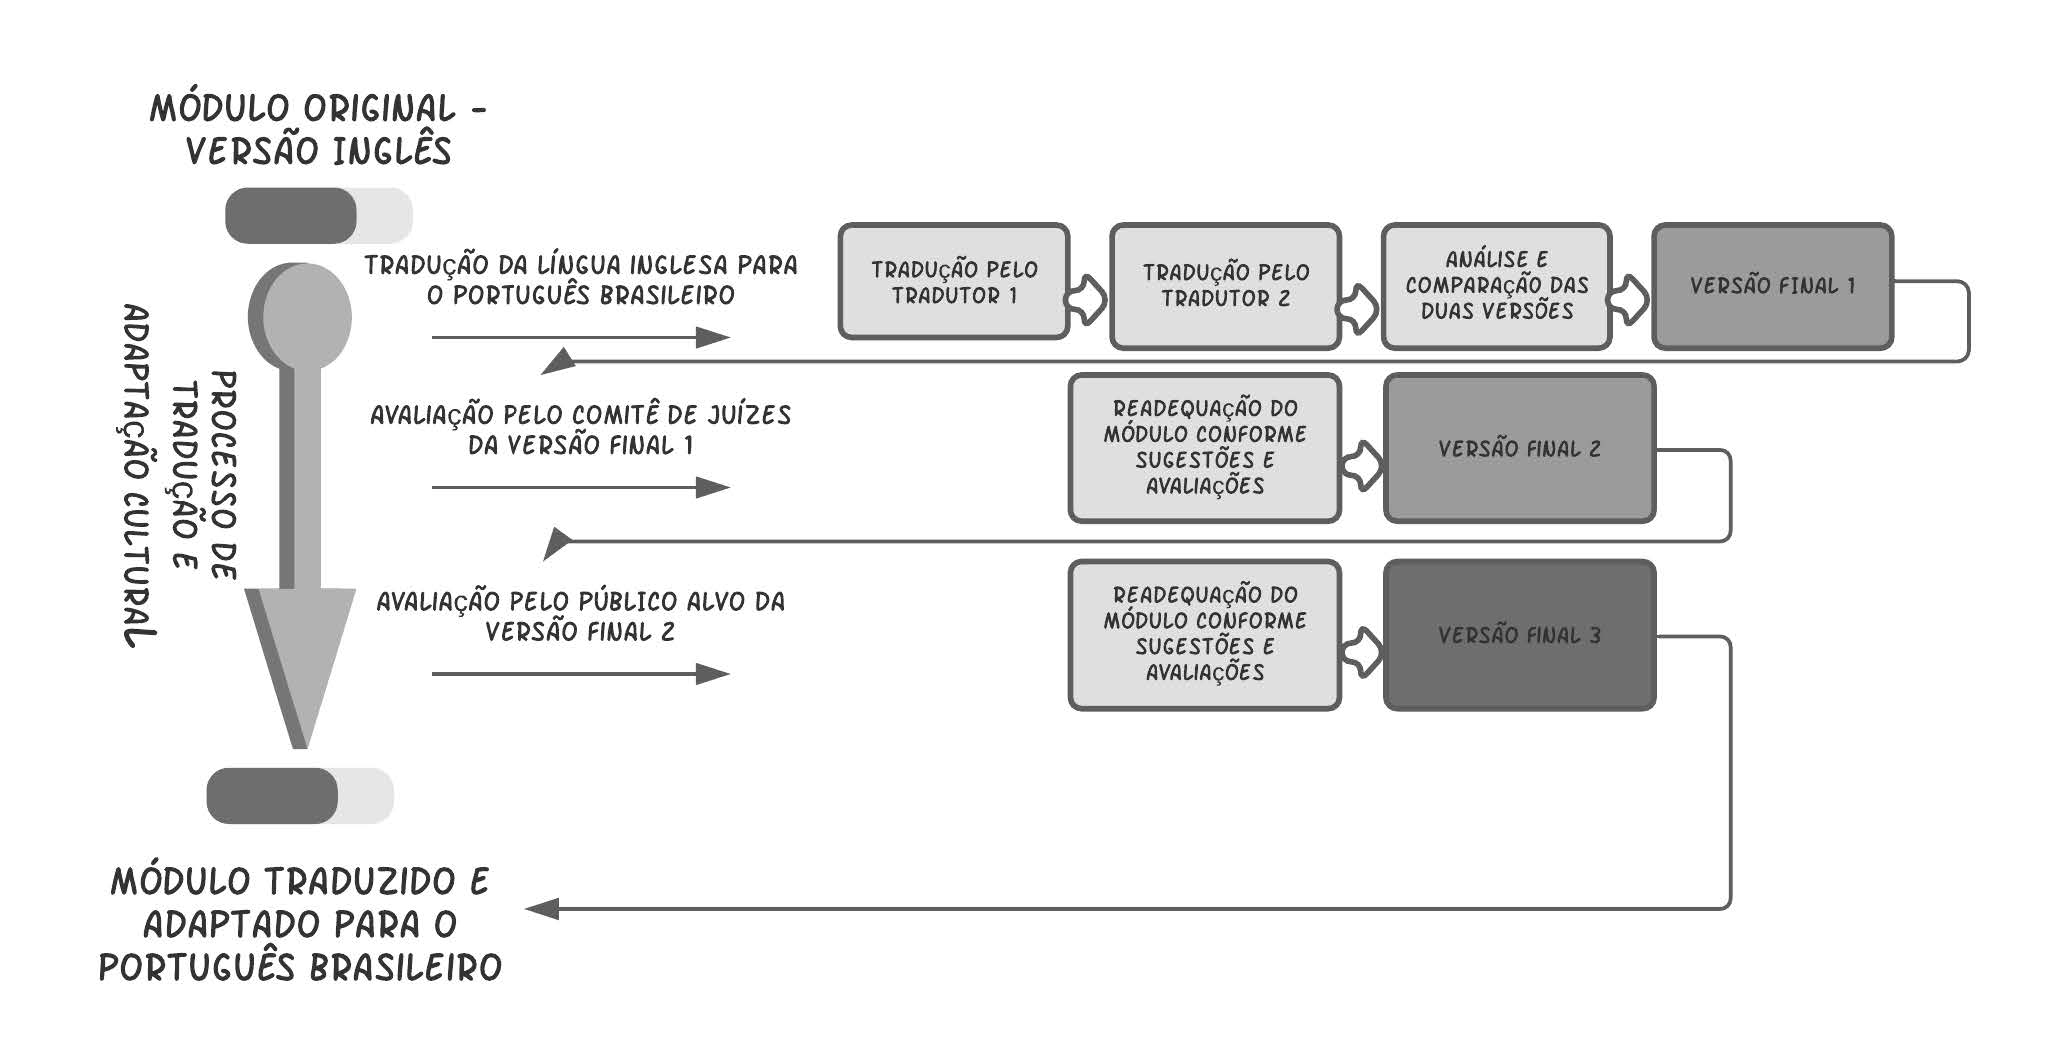 MÓDULO ORIGINAL -
VERSÃO INGLÊS
PROCESSO DE
TRADUÇÃO E
ADAPTAÇÃO CULTURAL
TRADUÇÃO DA LÍNGUA INGLESA PARA
O PORTUGUÊS BRASILEIRO
TRADUÇÃO PELO
TRADUTOR 1
TRADUÇÃO PELO
TRADUTOR 2
ANÁLISE E
COMPARAÇÃO DAS
DUAS VERSÕES
VERSÃO FINAL 1
AVALIAÇÃO PELO COMITÊ DE JUÍZES
DA VERSÃO FINAL 1
READEQUAÇÃO DO
MÓDULO CONFORME
SUGESTÕES E
AVALIAÇÕES
VERSÃO FINAL 2
AVALIAÇÃO PELO PÚBLICO ALVO DA
VERSÃO FINAL 2
READEQUAÇÃO DO
MÓDULO CONFORME
SUGESTÕES E
AVALIAÇÕES
VERSÃO FINAL 3
MÓDULO TRADUZIDO E
ADAPTADO PARA O
PORTUGUÊS BRASILEIRO